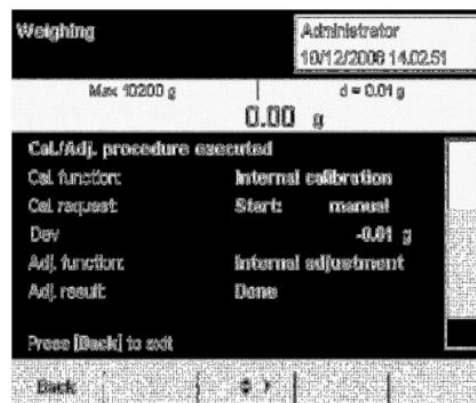 Weighing
Administrator
10/12/2008 14.02.51
Max 10200 g
d = 0.01 g
0.00 g
Cal./Adj. procedure executed
Cal. function: Internal calibration
Cal. request: Start: manual
Dev -0.01 g
Adj. function: Internal adjustment
Adj. result: Done
Press [Back] to exit
Back